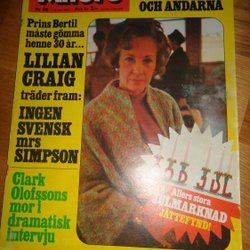 OCH ANDARNA
Prins Bertil
måste gömma
henne 30 år...
LILIAN
CRAIG
träder fram:
INGEN
SVENSK
mrs
SIMPSON
Clark
Olofssons
mor i
dramatisk
intervju
Allers stora
JULMARKNAD
JÄTTEFYND!